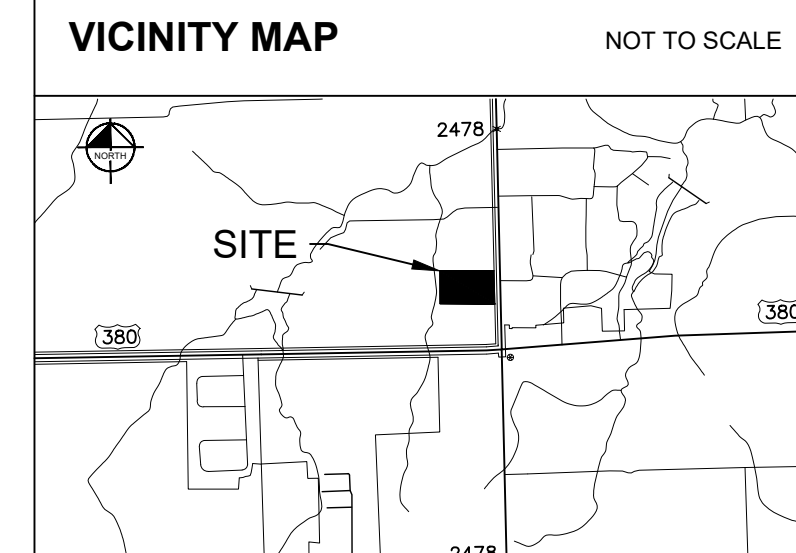 VICINITY MAP
NOT TO SCALE
2478
NORTH
SITE
380
380
2478